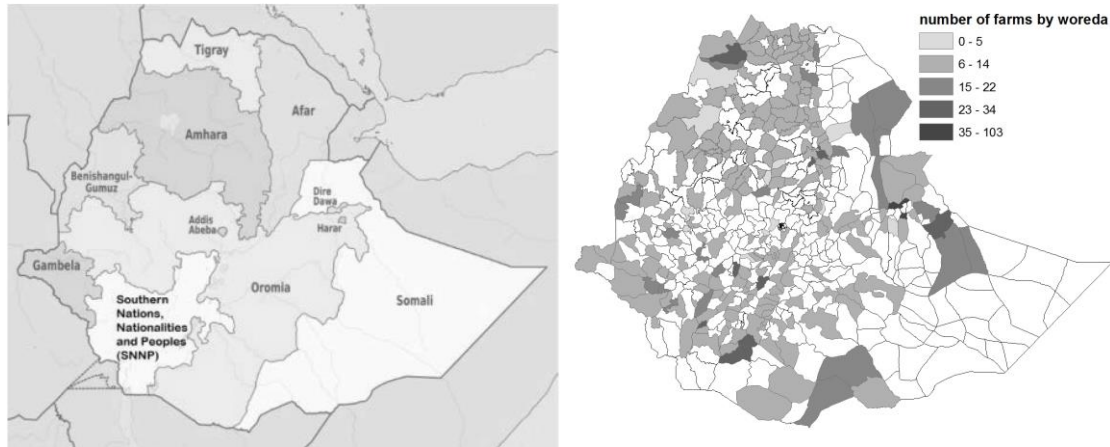 Tigray
Afar
Amhara
Benishangul-
Gumuz
Dire
Dawa
Addis
Abeba
Harar
Gambela
Oromia
Somali
Southern
Nations,
Nationalities
and Peoples
(SNNP)
number of farms by woreda
0 - 5
6 - 14
15 - 22
23 - 34
35 - 103